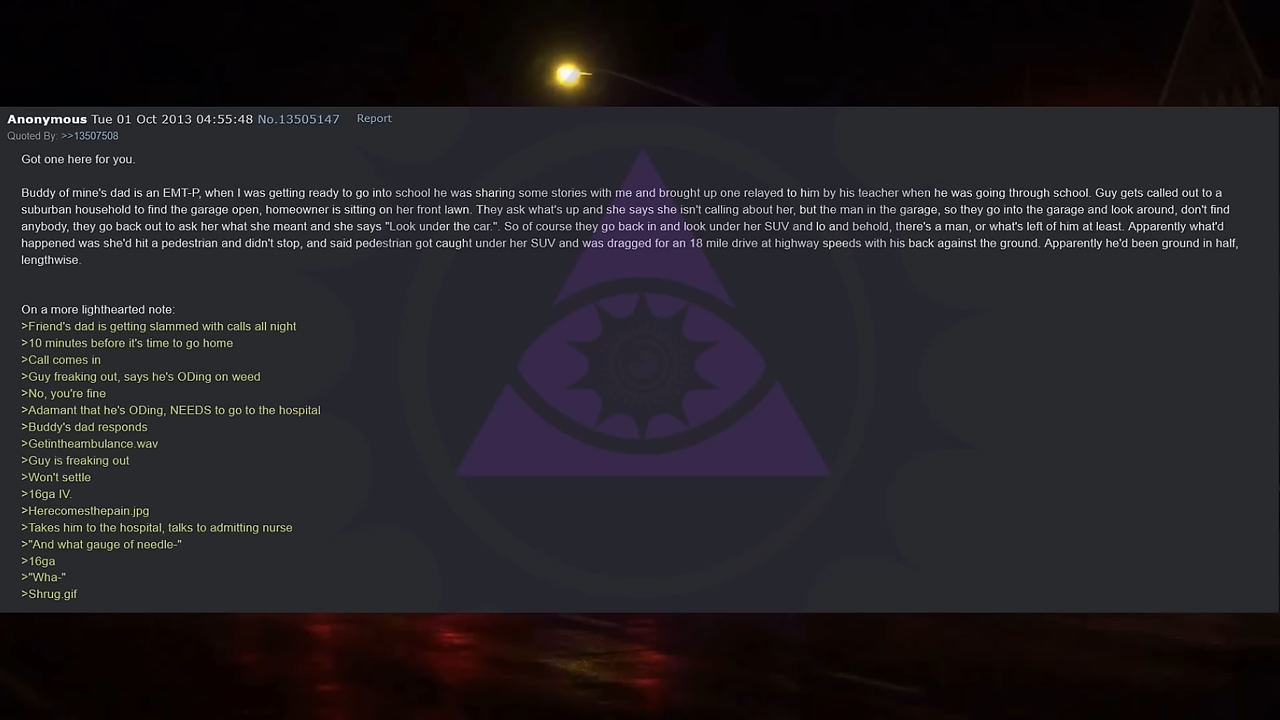 Anonymous Tue 01 Oct 2013 04:55:48 No.13505147 Report
Quoted By: >>13507508
Got one here for you.
Buddy of mine's dad is an EMT-P, when I was getting ready to go into school he was sharing some stories with me and brought up one relayed to him by his teacher when he was going through school. Guy gets called out to a
suburban household to find the garage open, homeowner is sitting on her front lawn. They ask what's up and she says she isn't calling about her, but the man in the garage, so they go into the garage and look around, don't find
anybody, they go back out to ask her what she meant and she says "Look under the car.". So of course they go back in and look under her SUV and lo and behold, there's a man, or what's left of him at least. Apparently what'd
happened was she'd hit a pedestrian and didn't stop, and said pedestrian got caught under her SUV and was dragged for an 18 mile drive at highway speeds with his back against the ground. Apparently he'd been ground in half,
lengthwise.
On a more lighthearted note:
>Friend's dad is getting slammed with calls all night
>10 minutes before it's time to go home
>Call comes in
>Guy freaking out, says he's ODing on weed
>No, you're fine
>Adamant that he's ODing, NEEDS to go to the hospital
>Buddy's dad responds
>Getintheambulance.wav
>Guy is freaking out
>Won't settle
>16ga IV.
>Herecomesthepain.jpg
>Takes him to the hospital, talks to admitting nurse
>"And what gauge of needle-"
>16ga
>"Wha-"
>Shrug.gif